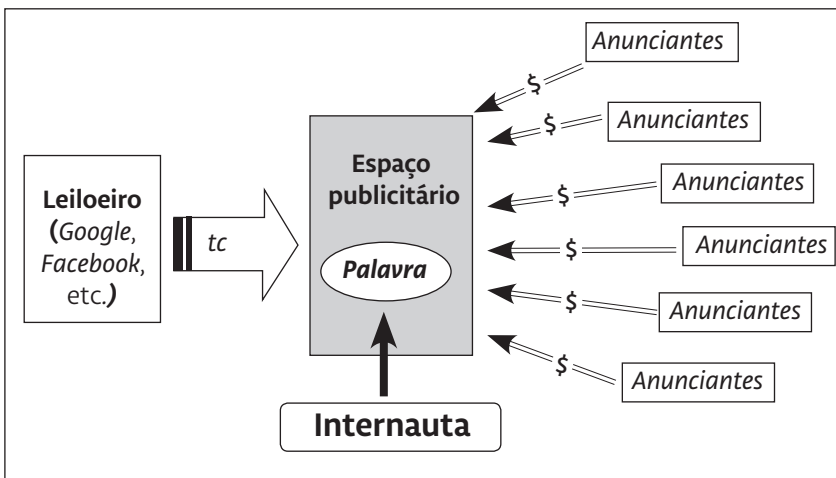 Leiloeiro
(Google,
Facebook,
etc.)
tc
Espaço
publicitário
Palavra
Internauta
Anunciantes
$
Anunciantes
$
Anunciantes
$
Anunciantes
$
Anunciantes
$
Anunciantes
$